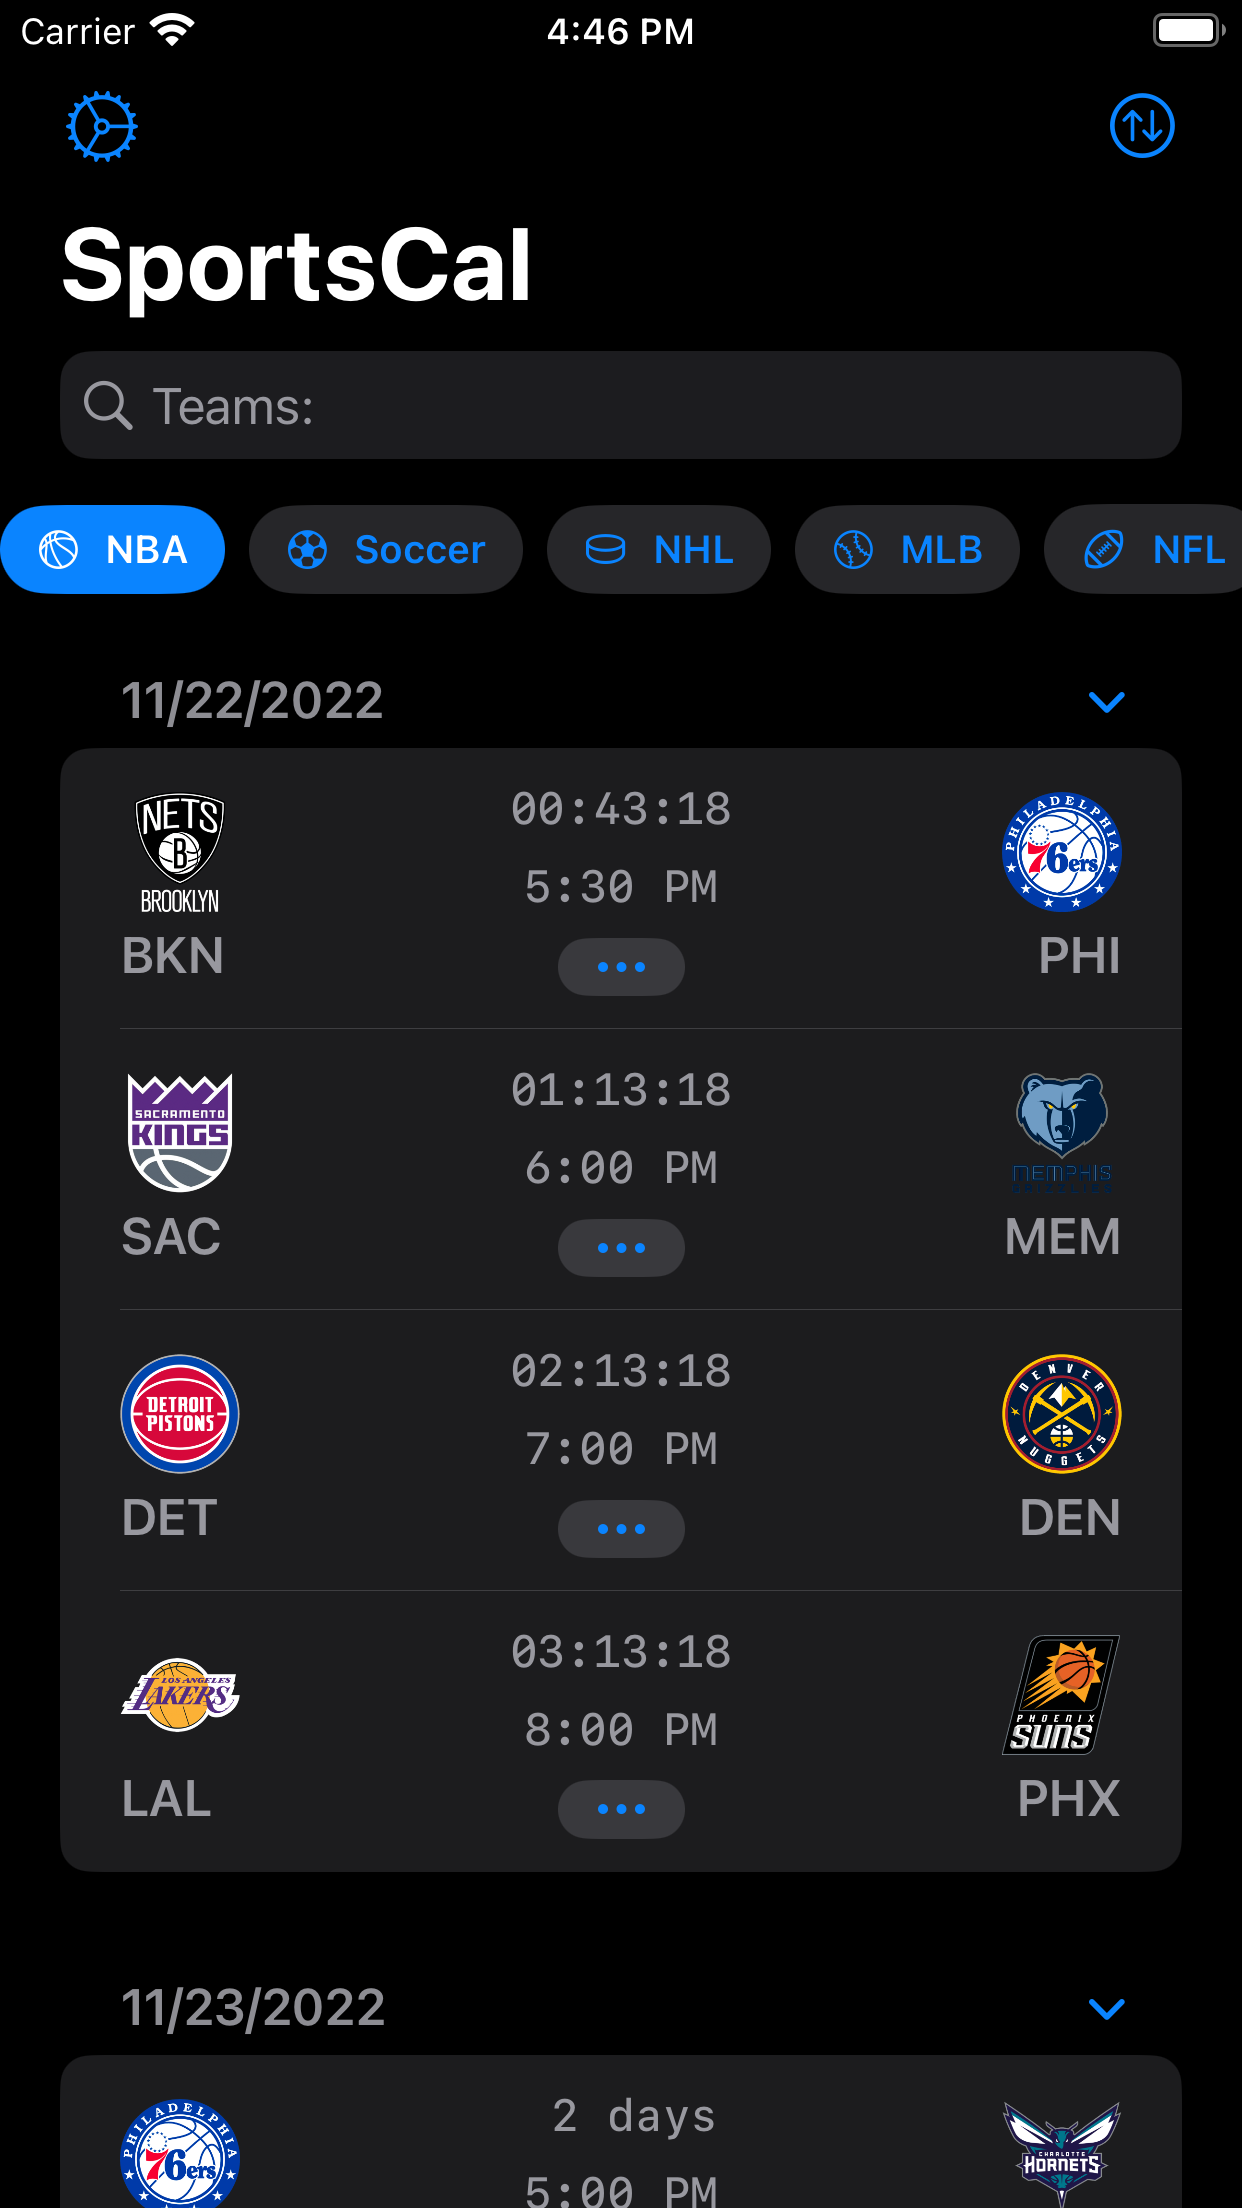 Carrier 4:46 PM
SportsCal
Teams:
NBA Soccer NHL MLB NFL
11/22/2022
NETS
B
BROOKLYN
BKN
00:43:18
5:30 PM
PHILADELPHIA
76ers
PHI
SACRAMENTO
KINGS
SAC
01:13:18
6:00 PM
MEMPHIS
MEM
DETROIT
PISTONS
DET
02:13:18
7:00 PM
DENVER
NUGGETS
DEN
LOS ANGELES
LAKERS
LAL
03:13:18
8:00 PM
PHOENIX
SUNS
PHX
11/23/2022
PHILADELPHIA
76ers
2 days
5:00 PM
CHARLOTTE
HORNETS